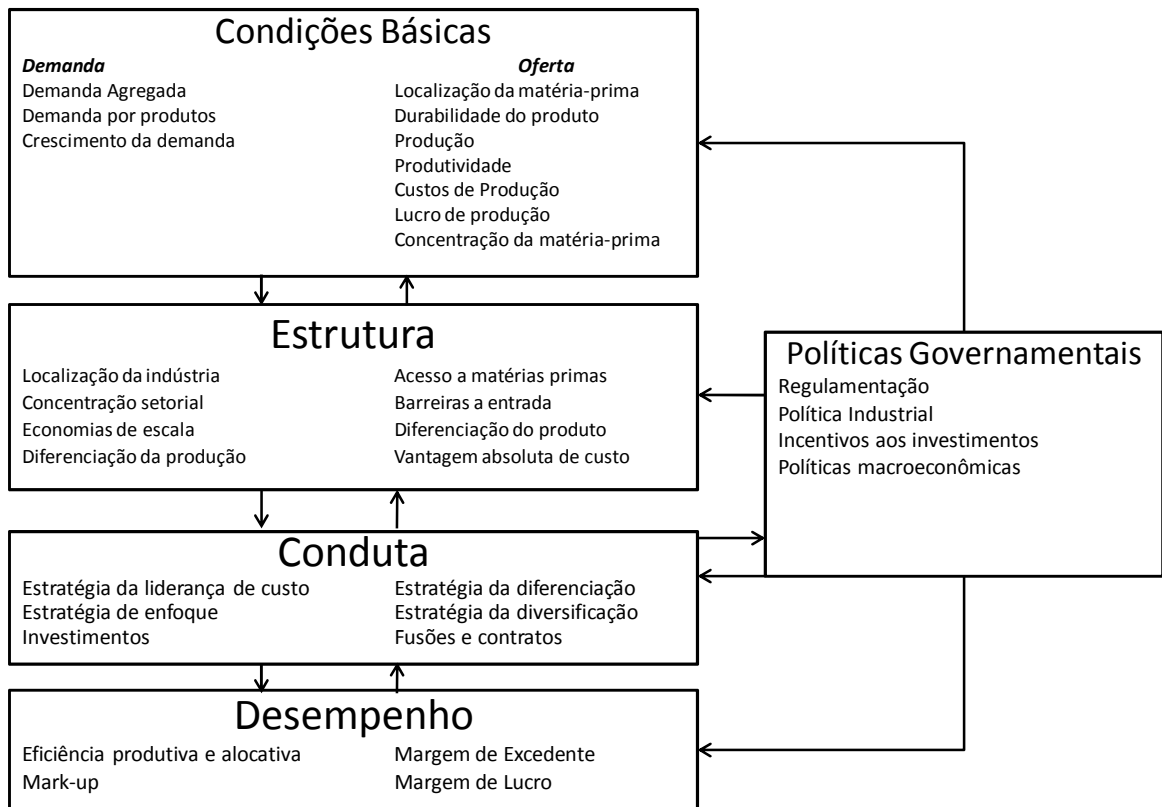 Condições Básicas
Demanda
Demanda Agregada
Demanda por produtos
Crescimento da demanda
Oferta
Localização da matéria-prima
Durabilidade do produto
Produção
Produtividade
Custos de Produção
Lucro de produção
Concentração da matéria-prima
Estrutura
Localização da indústria
Concentração setorial
Economias de escala
Diferenciação da produção
Acesso a matérias primas
Barreiras a entrada
Diferenciação do produto
Vantagem absoluta de custo
Políticas Governamentais
Regulamentação
Política Industrial
Incentivos aos investimentos
Políticas macroeconômicas
Conduta
Estratégia da liderança de custo
Estratégia de enfoque
Investimentos
Estratégia da diferenciação
Estratégia da diversificação
Fusões e contratos
Desempenho
Eficiência produtiva e alocativa
Mark-up
Margem de Excedente
Margem de Lucro